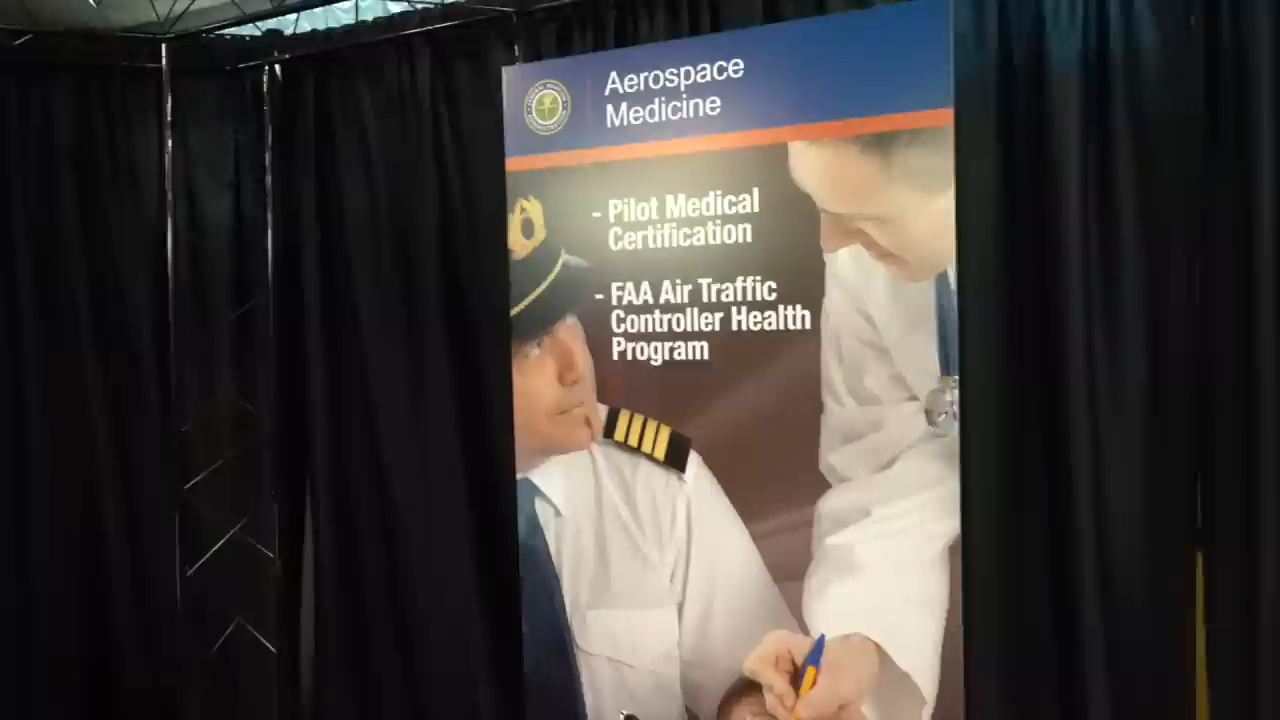 Aerospace
Medicine
- Pilot Medical
Certification
- FAA Air Traffic
Controller Health
Program